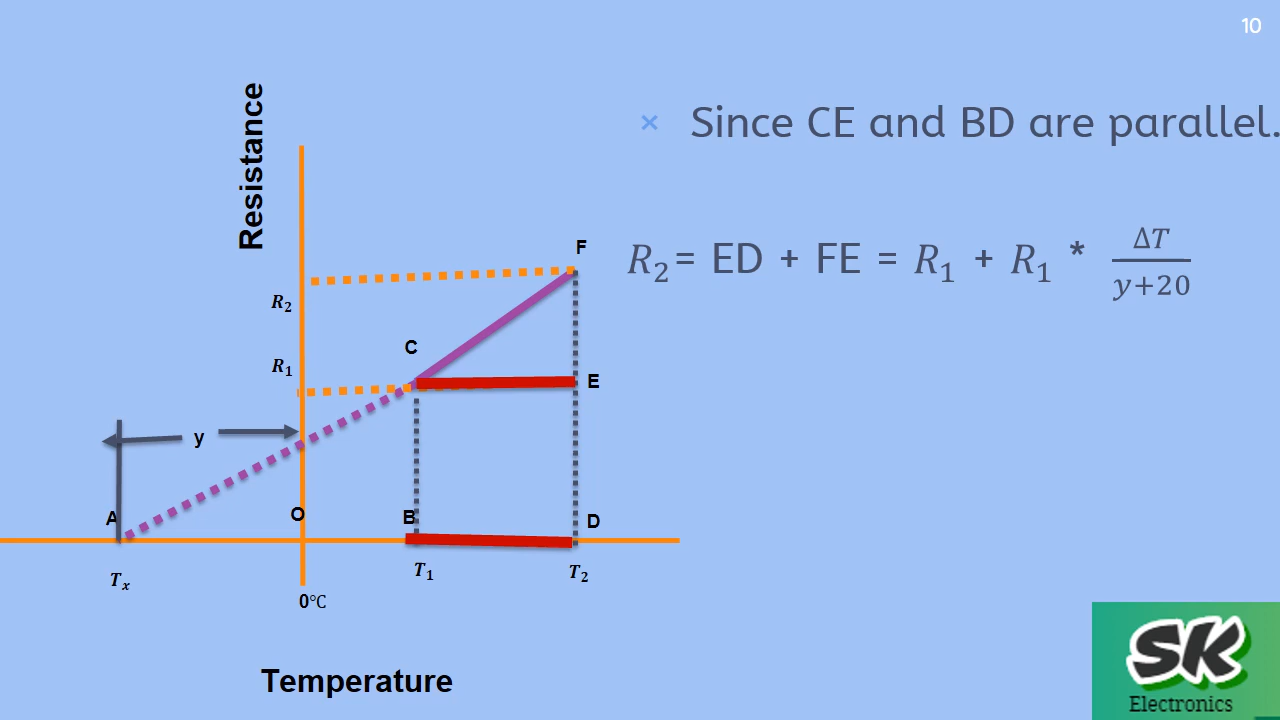 10
× Since CE and BD are parallel.
R₂= ED + FE = R₁ + R₁ * ΔT/(y+20)
Resistance
F
R₂
C
R₁
E
y
A
O
B
D
Tₓ
T₁
T₂
0°C
Temperature
SK
Electronics